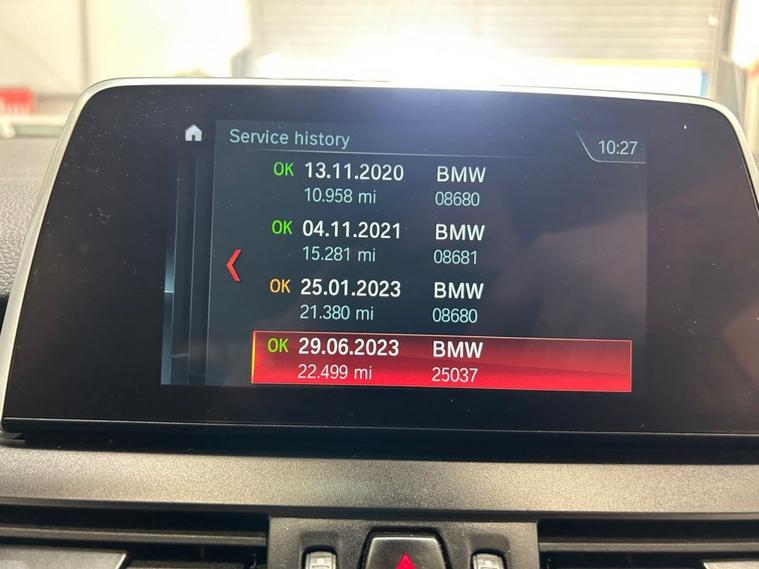 Service history
10:27
OK 13.11.2020 BMW
10.958 mi 08680
OK 04.11.2021 BMW
15.281 mi 08681
OK 25.01.2023 BMW
21.380 mi 08680
OK 29.06.2023 BMW
22.499 mi 25037